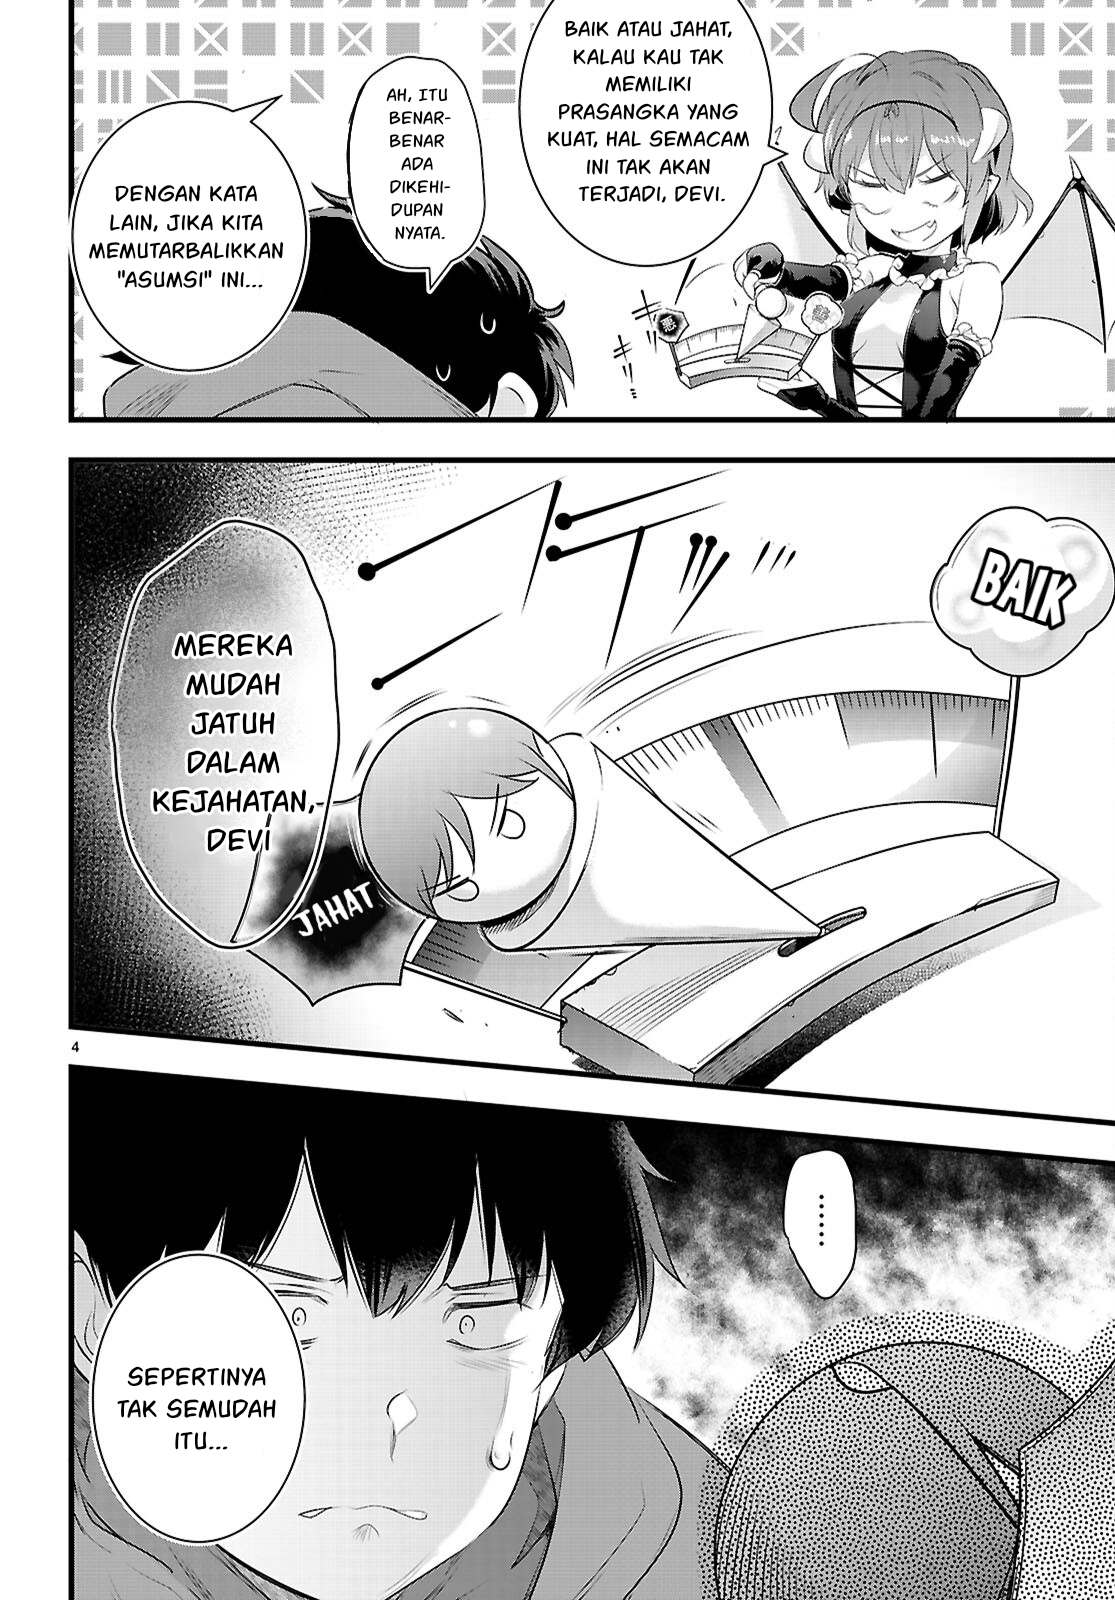 BAIK ATAU JAHAT,
KALAU KAU TAK
MEMILIKI
PRASANGKA YANG
KUAT, HAL SEMACAM
INI TAK AKAN
TERJADI, DEVI.
AH, ITU
BENAR-
BENAR
ADA
DIKEHI-
DUPAN
NYATA.
DENGAN KATA
LAIN, JIKA KITA
MEMUTARBALIKKAN
"ASUMSI" INI...
悪
BAIK
MEREKA
MUDAH
JATUH
DALAM
KEJAHATAN,
DEVI
JAHAT
4
........
SEPERTINYA
TAK SEMUDAH
ITU...